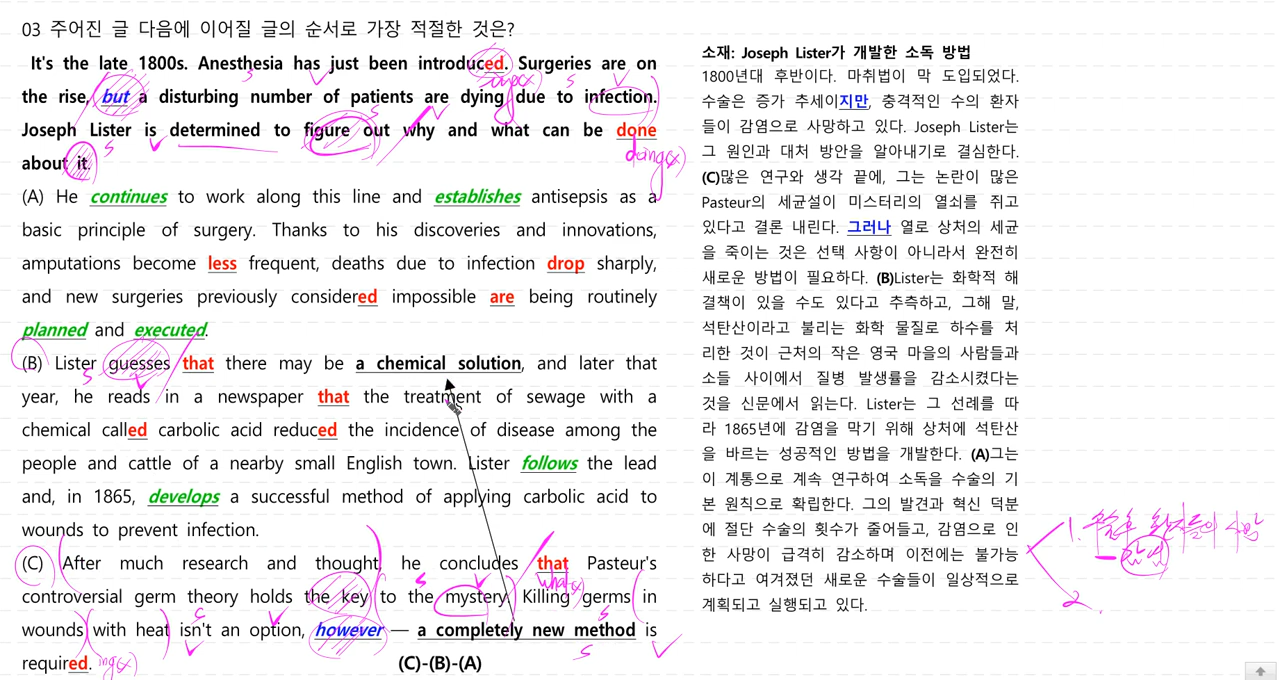 03 주어진 글 다음에 이어질 글의 순서로 가장 적절한 것은?
It's the late 1800s. Anesthesia has just been introduced. Surgeries are on
the rise, but a disturbing number of patients are dying due to infection.
Joseph Lister is determined to figure out why and what can be done
about it.
doing(x)
(A) He continues to work along this line and establishes antisepsis as a
basic principle of surgery. Thanks to his discoveries and innovations,
amputations become less frequent, deaths due to infection drop sharply,
and new surgeries previously considered impossible are being routinely
planned and executed.
(B) Lister guesses that there may be a chemical solution, and later that
year, he reads in a newspaper that the treatment of sewage with a
chemical called carbolic acid reduced the incidence of disease among the
people and cattle of a nearby small English town. Lister follows the lead
and, in 1865, develops a successful method of applying carbolic acid to
wounds to prevent infection.
(C) After much research and thought, he concludes that Pasteur's
what(x)
controversial germ theory holds the key to the mystery. Killing germs in
wounds with heat isn't an option, however — a completely new method is
required. ing(x)
(C)-(B)-(A)
소재: Joseph Lister가 개발한 소독 방법
1800년대 후반이다. 마취법이 막 도입되었다.
수술은 증가 추세이지만, 충격적인 수의 환자
들이 감염으로 사망하고 있다. Joseph Lister는
그 원인과 대처 방안을 알아내기로 결심한다.
(C)많은 연구와 생각 끝에, 그는 논란이 많은
Pasteur의 세균설이 미스터리의 열쇠를 쥐고
있다고 결론 내린다. 그러나 열로 상처의 세균
을 죽이는 것은 선택 사항이 아니라서 완전히
새로운 방법이 필요하다. (B)Lister는 화학적 해
결책이 있을 수도 있다고 추측하고, 그해 말,
석탄산이라고 불리는 화학 물질로 하수를 처
리한 것이 근처의 작은 영국 마을의 사람들과
소들 사이에서 질병 발생률을 감소시켰다는
것을 신문에서 읽는다. Lister는 그 선례를 따
라 1865년에 감염을 막기 위해 상처에 석탄산
을 바르는 성공적인 방법을 개발한다. (A)그는
이 계통으로 계속 연구하여 소독을 수술의 기
본 원칙으로 확립한다. 그의 발견과 혁신 덕분
에 절단 수술의 횟수가 줄어들고, 감염으로 인
한 사망이 급격히 감소하며 이전에는 불가능
하다고 여겨졌던 새로운 수술들이 일상적으로
계획되고 실행되고 있다.
1. 수술후 환자들의 사망
2.